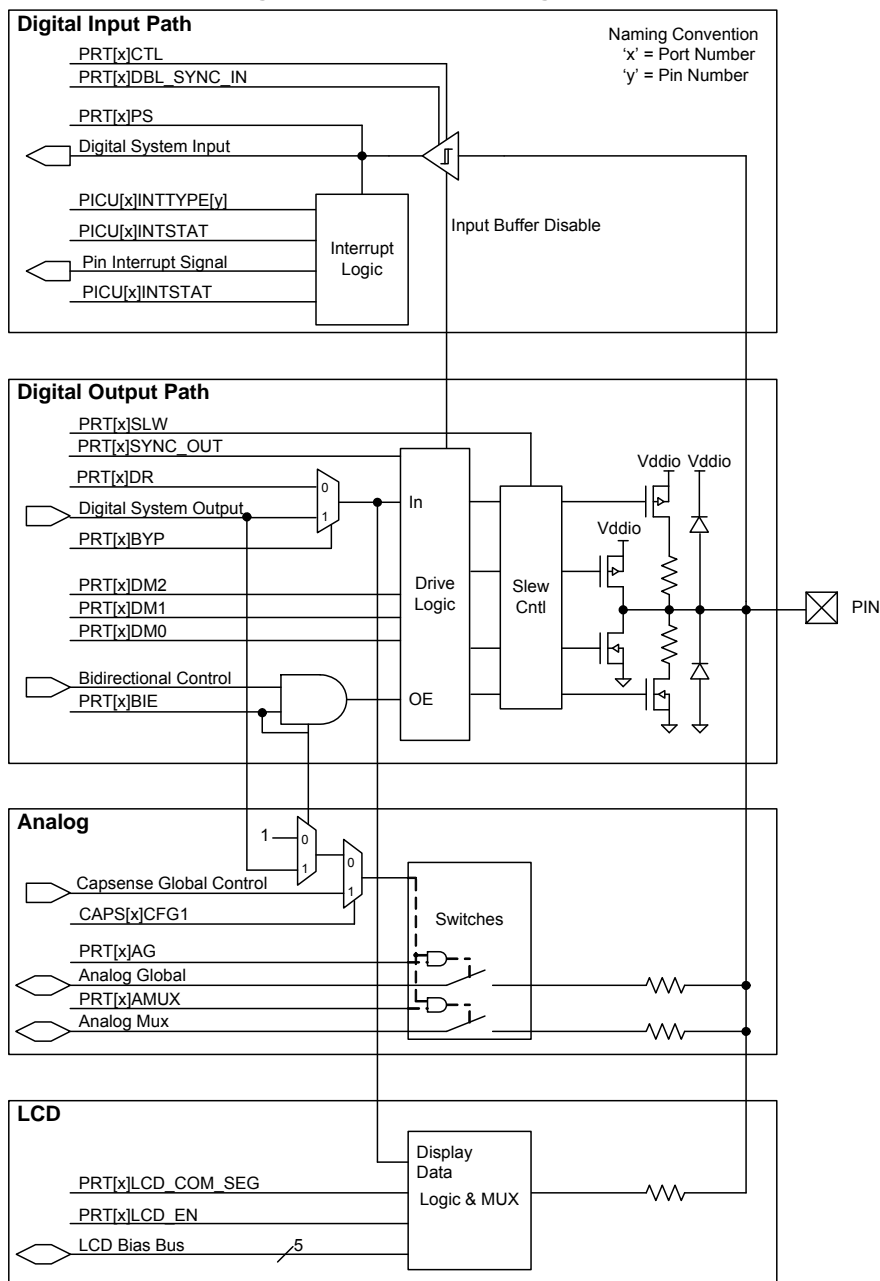 Digital Input Path
Naming Convention
'x' = Port Number
'y' = Pin Number
PRT[x]CTL
PRT[x]DBL_SYNC_IN
PRT[x]PS
Digital System Input
PICU[x]INTTYPE[y]
PICU[x]INTSTAT
Pin Interrupt Signal
PICU[x]INTSTAT
Interrupt
Logic
Input Buffer Disable
Digital Output Path
PRT[x]SLW
PRT[x]SYNC_OUT
PRT[x]DR
Digital System Output
PRT[x]BYP
0
1
PRT[x]DM2
PRT[x]DM1
PRT[x]DM0
Bidirectional Control
PRT[x]BIE
In
Drive
Logic
OE
Slew
Cntl
Vddio Vddio
Vddio
PIN
Analog
1
0
1
0
1
Capsense Global Control
CAPS[x]CFG1
Switches
PRT[x]AG
Analog Global
PRT[x]AMUX
Analog Mux
LCD
Display
Data
Logic & MUX
PRT[x]LCD_COM_SEG
PRT[x]LCD_EN
LCD Bias Bus
5